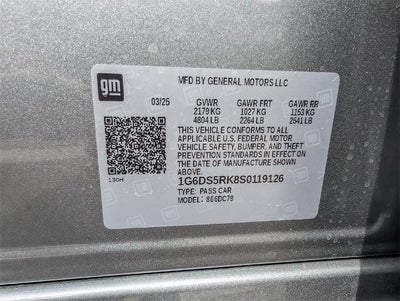 gm
MFD BY GENERAL MOTORS LLC
03/25 GVWR GAWR FRT GAWR RR
2179 KG 1027 KG 1153 KG
4804 LB 2264 LB 2541 LB
THIS VEHICLE CONFORMS TO ALL
APPLICABLE U.S. FEDERAL MOTOR
VEHICLE SAFETY, BUMPER, AND THEFT
PREVENTION STANDARDS IN EFFECT ON
THE DATE OF MANUFACTURE SHOWN
ABOVE.
130H
1G6DS5RK8S0119126
TYPE: PASS CAR
MODEL: 6DC79